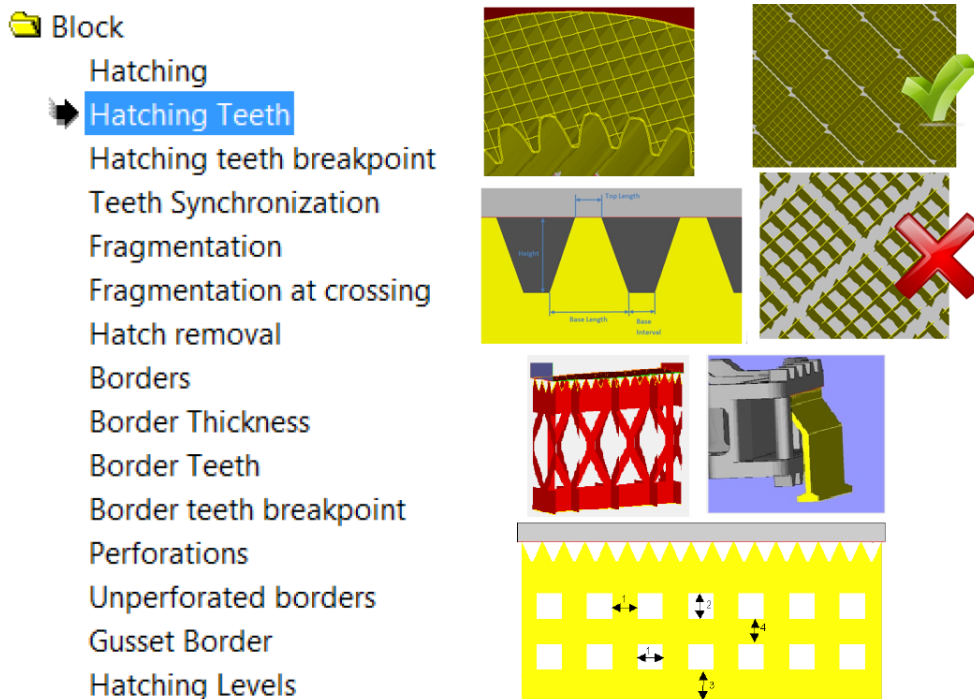 Block
Hatching
Hatching Teeth
Hatching teeth breakpoint
Teeth Synchronization
Fragmentation
Fragmentation at crossing
Hatch removal
Borders
Border Thickness
Border Teeth
Border teeth breakpoint
Perforations
Unperforated borders
Gusset Border
Hatching Levels
Top Length
Height
Base Length
Base
Interval
1
2
4
1
3